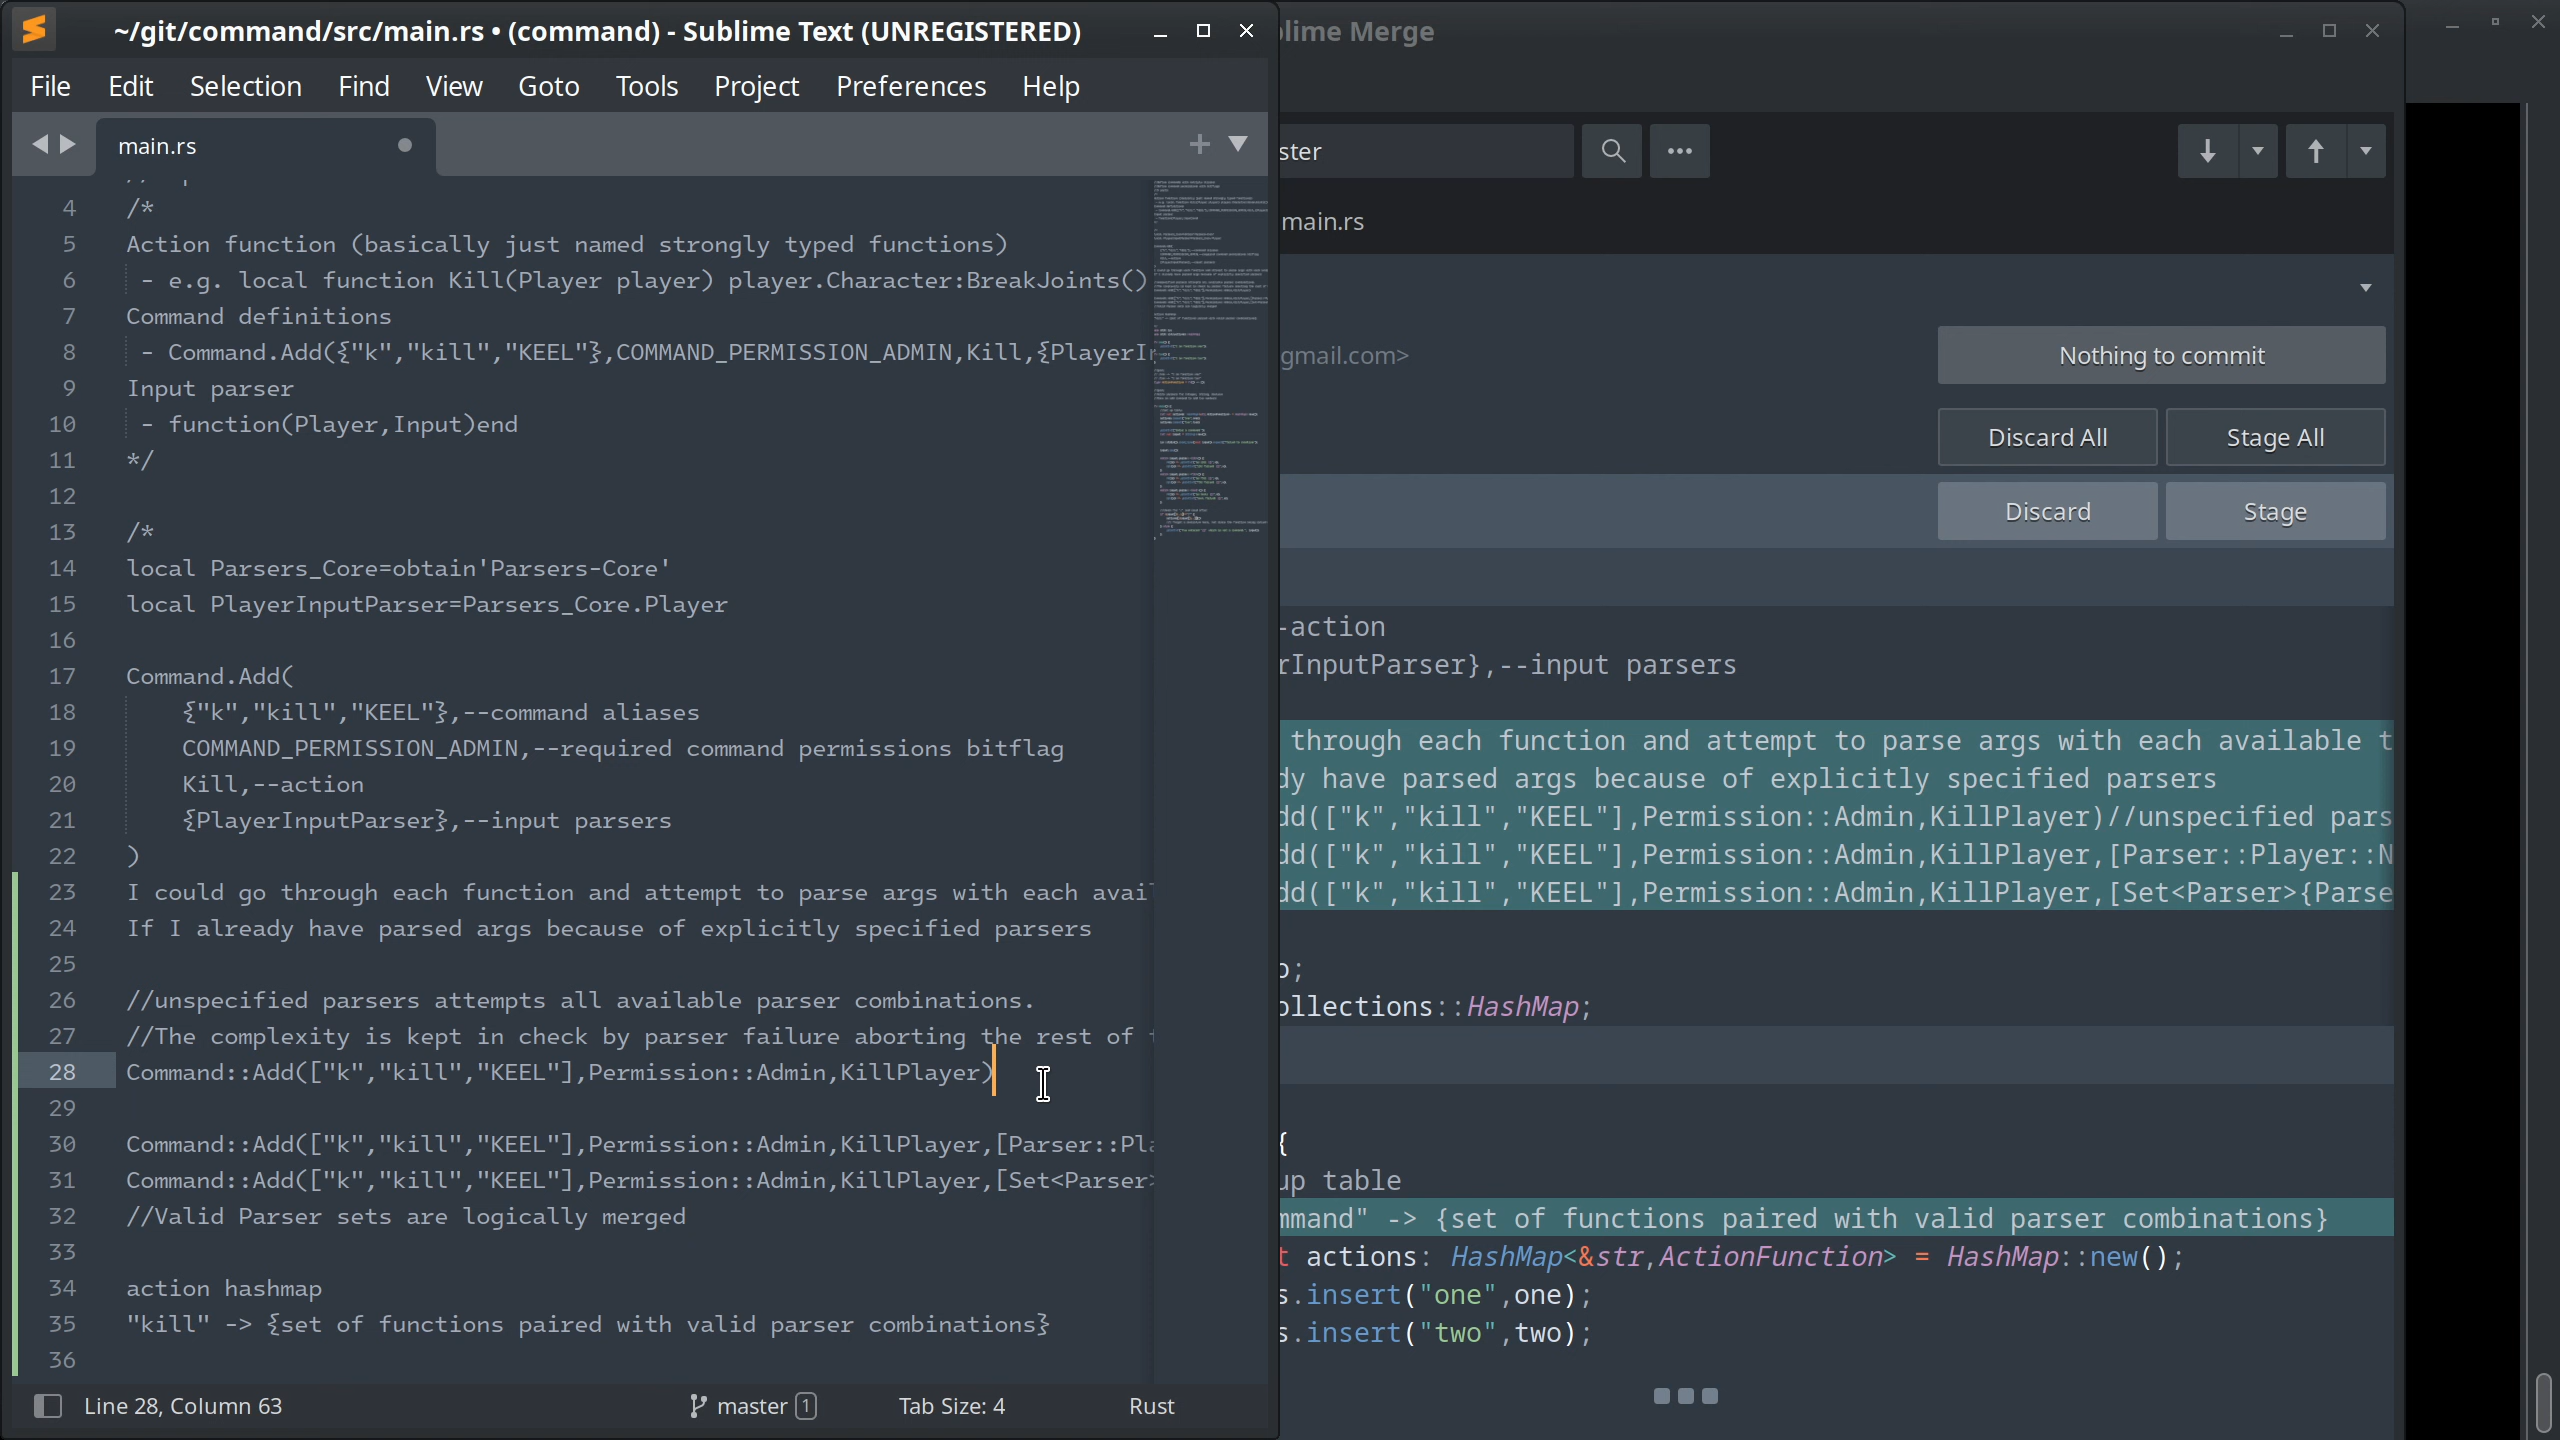 ~/git/command/src/main.rs • (command) - Sublime Text (UNREGISTERED)
File Edit Selection Find View Goto Tools Project Preferences Help
main.rs
4 /*
5 Action function (basically just named strongly typed functions)
6 - e.g. local function Kill(Player player) player.Character:BreakJoints()
7 Command definitions
8 - Command.Add({"k","kill","KEEL"},COMMAND_PERMISSION_ADMIN,Kill,{PlayerIn
9 Input parser
10 - function(Player,Input)end
11 */
12
13 /*
14 local Parsers_Core=obtain'Parsers-Core'
15 local PlayerInputParser=Parsers_Core.Player
16
17 Command.Add(
18 {"k","kill","KEEL"},--command aliases
19 COMMAND_PERMISSION_ADMIN,--required command permissions bitflag
20 Kill,--action
21 {PlayerInputParser},--input parsers
22 )
23 I could go through each function and attempt to parse args with each avail
24 If I already have parsed args because of explicitly specified parsers
25
26 //unspecified parsers attempts all available parser combinations.
27 //The complexity is kept in check by parser failure aborting the rest of
28 Command::Add(["k","kill","KEEL"],Permission::Admin,KillPlayer)
29
30 Command::Add(["k","kill","KEEL"],Permission::Admin,KillPlayer,[Parser::Pla
31 Command::Add(["k","kill","KEEL"],Permission::Admin,KillPlayer,[Set<Parser>
32 //Valid Parser sets are logically merged
33
34 action hashmap
35 "kill" -> {set of functions paired with valid parser combinations}
36
Line 28, Column 63 master 1 Tab Size: 4 Rust
blime Merge
ster
main.rs
gmail.com>
Nothing to commit
Discard All Stage All
Discard Stage
-action
rInputParser},--input parsers
through each function and attempt to parse args with each available t
dy have parsed args because of explicitly specified parsers
dd(["k","kill","KEEL"],Permission::Admin,KillPlayer)//unspecified pars
dd(["k","kill","KEEL"],Permission::Admin,KillPlayer,[Parser::Player::N
dd(["k","kill","KEEL"],Permission::Admin,KillPlayer,[Set<Parser>{Parse
o;
ollections::HashMap;
{
up table
mmand" -> {set of functions paired with valid parser combinations}
t actions: HashMap<&str,ActionFunction> = HashMap::new();
s.insert("one",one);
s.insert("two",two);